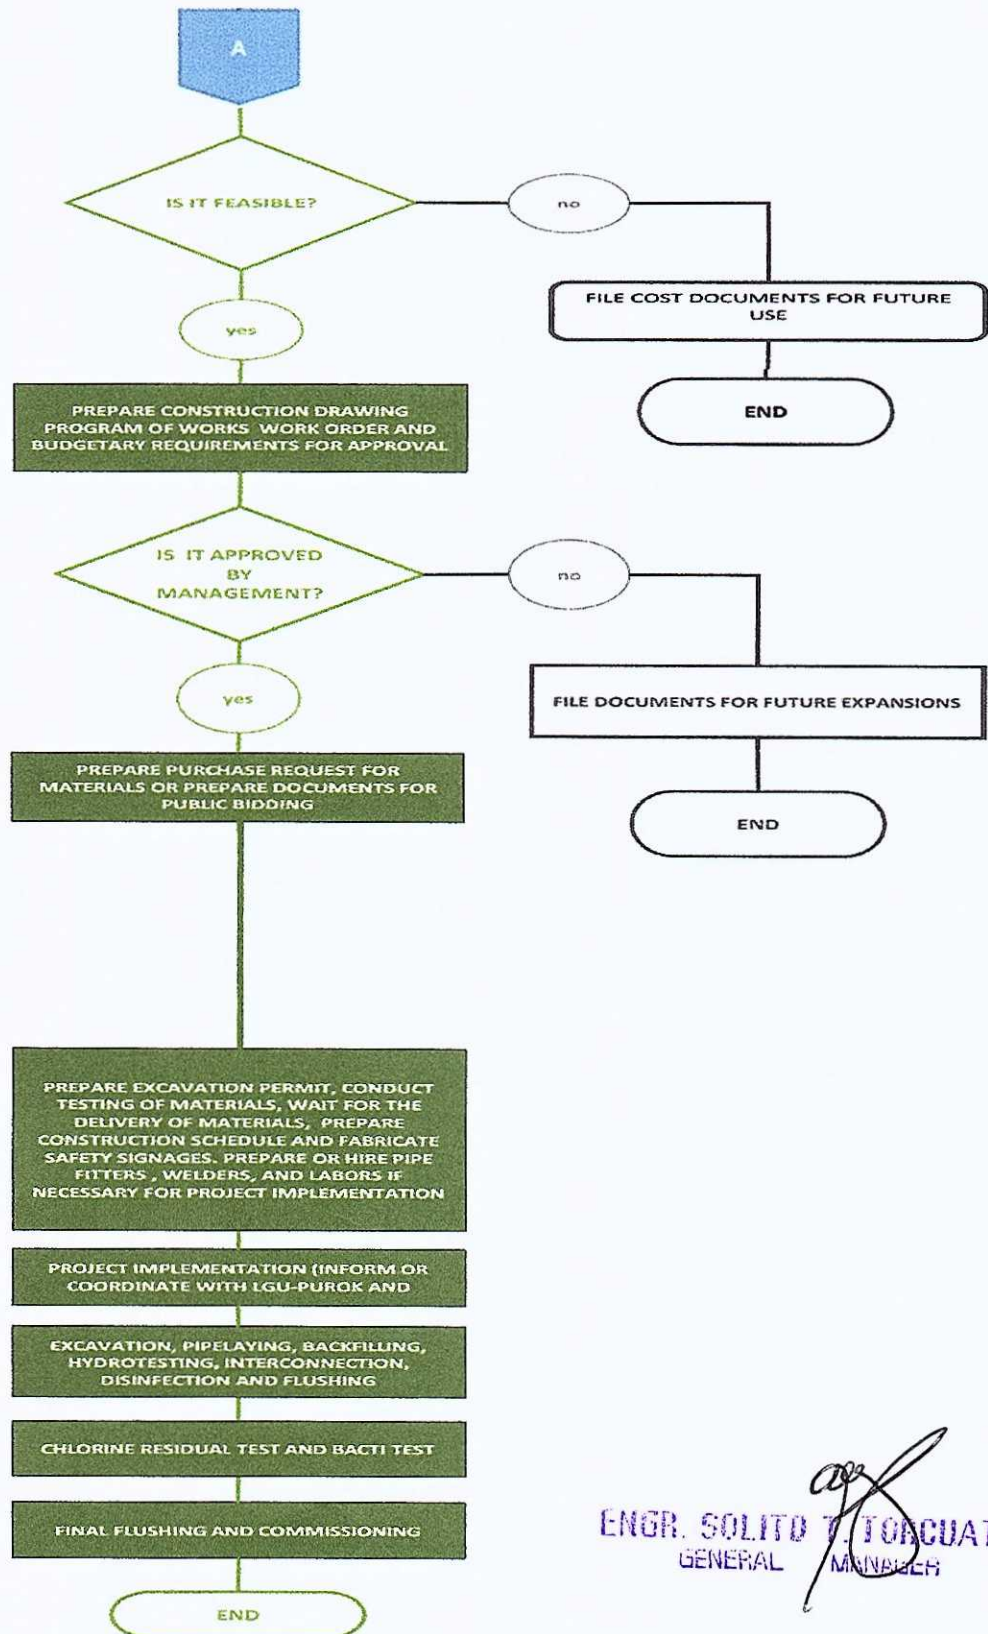 A
IS IT FEASIBLE?
no
FILE COST DOCUMENTS FOR FUTURE
USE
yes
END
PREPARE CONSTRUCTION DRAWING
PROGRAM OF WORKS WORK ORDER AND
BUDGETARY REQUIREMENTS FOR APPROVAL
IS IT APPROVED
BY
MANAGEMENT?
no
yes
FILE DOCUMENTS FOR FUTURE EXPANSIONS
PREPARE PURCHASE REQUEST FOR
MATERIALS OR PREPARE DOCUMENTS FOR
PUBLIC BIDDING
END
PREPARE EXCAVATION PERMIT, CONDUCT
TESTING OF MATERIALS, WAIT FOR THE
DELIVERY OF MATERIALS, PREPARE
CONSTRUCTION SCHEDULE AND FABRICATE
SAFETY SIGNAGES. PREPARE OR HIRE PIPE
FITTERS , WELDERS, AND LABORS IF
NECESSARY FOR PROJECT IMPLEMENTATION
PROJECT IMPLEMENTATION (INFORM OR
COORDINATE WITH LGU-PUROK AND
EXCAVATION, PIPELAYING, BACKFILLING,
HYDROTESTING, INTERCONNECTION,
DISINFECTION AND FLUSHING
CHLORINE RESIDUAL TEST AND BACTI TEST
FINAL FLUSHING AND COMMISSIONING
ENGR. SOLITO T. TORCUAT
GENERAL MANAGER
END